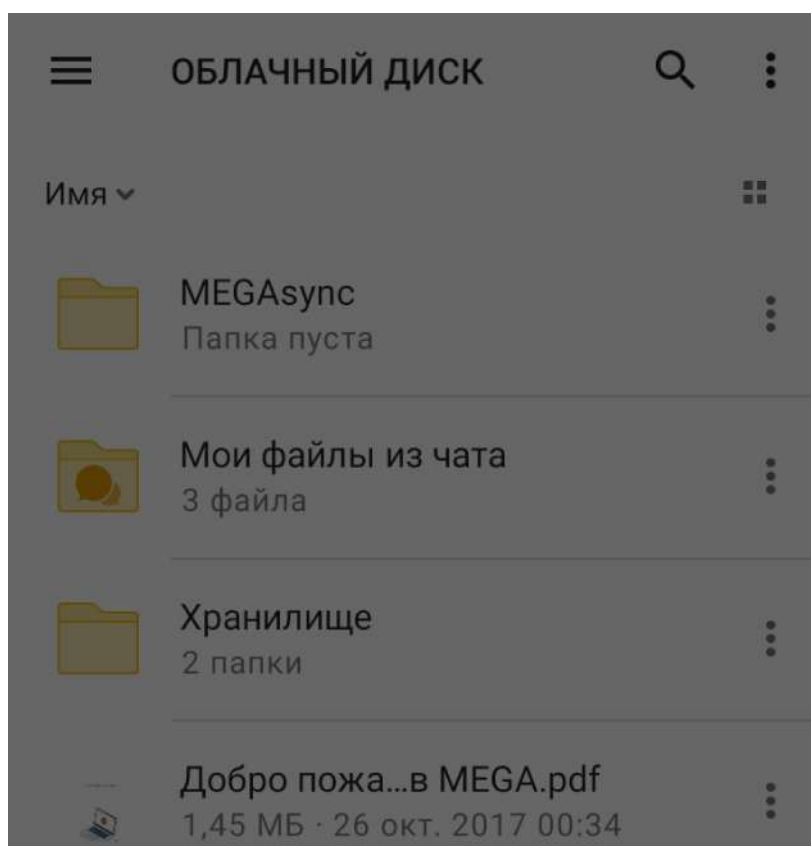 ОБЛАЧНЫЙ ДИСК
Имя
MEGAsync
Папка пуста
Мои файлы из чата
3 файла
Хранилище
2 папки
Добро пожа...в MEGA.pdf
1,45 МБ · 26 окт. 2017 00:34